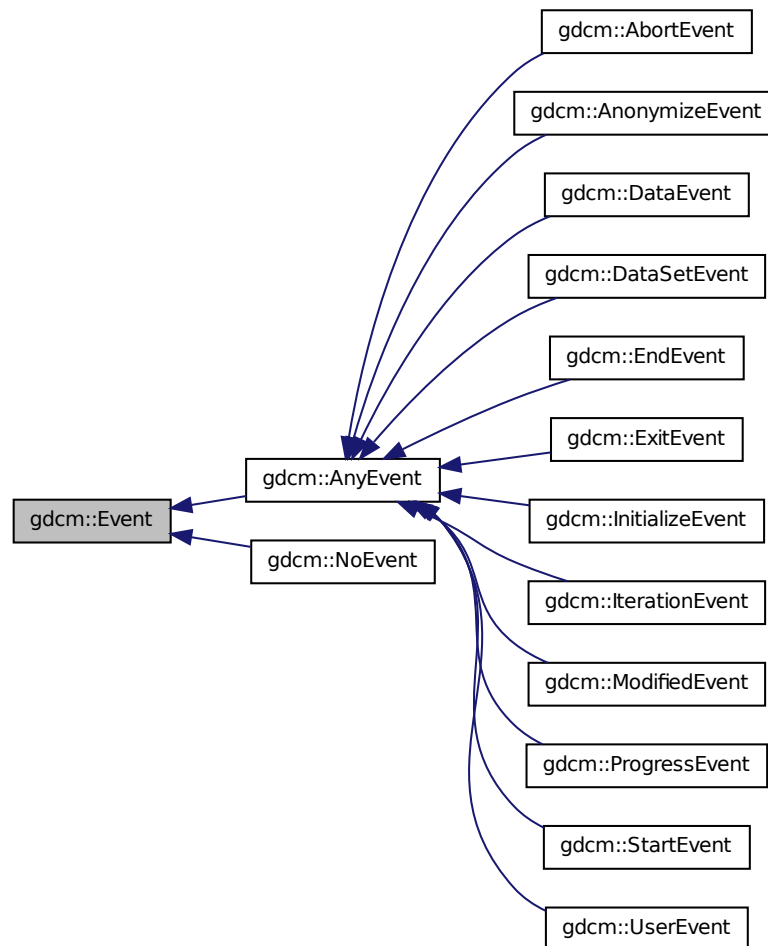 gdcm::AbortEvent
gdcm::AnonymizeEvent
gdcm::DataEvent
gdcm::DataSetEvent
gdcm::EndEvent
gdcm::ExitEvent
gdcm::AnyEvent
gdcm::Event
gdcm::InitializeEvent
gdcm::NoEvent
gdcm::IterationEvent
gdcm::ModifiedEvent
gdcm::ProgressEvent
gdcm::StartEvent
gdcm::UserEvent